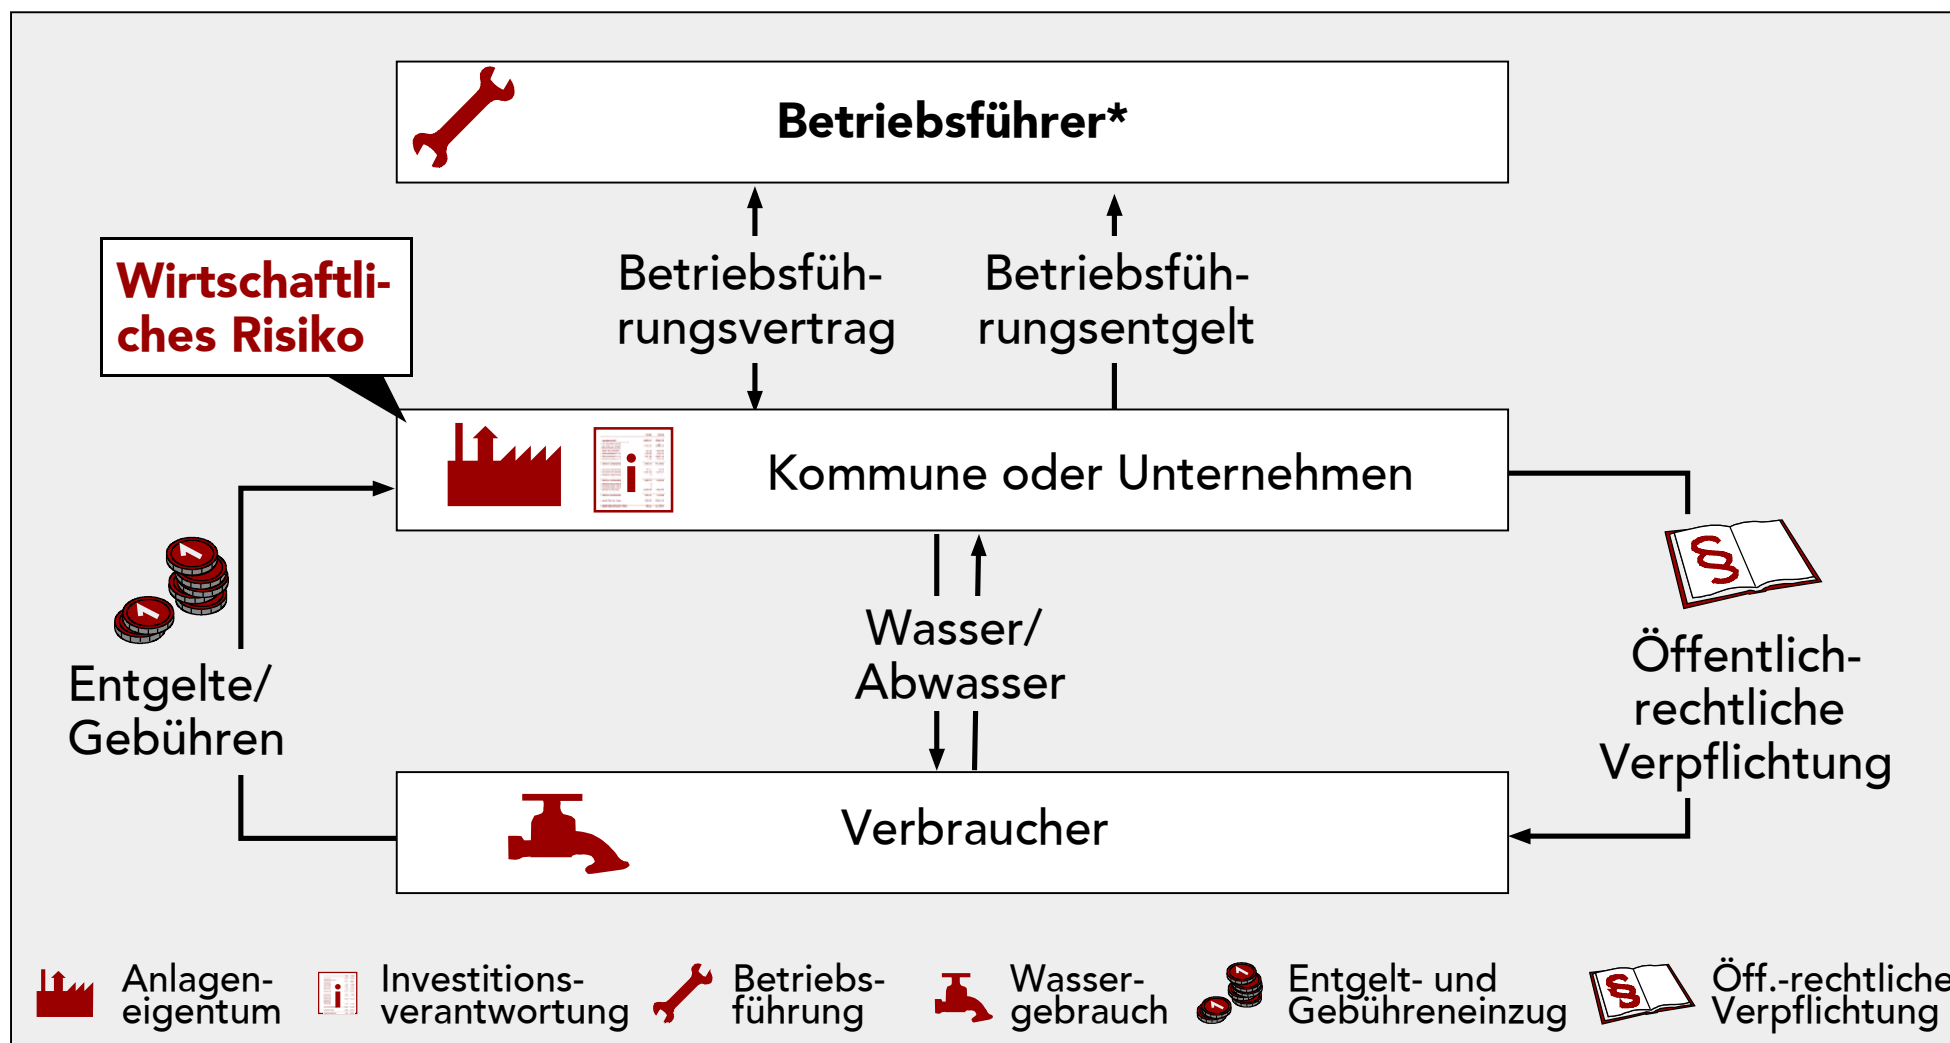 Betriebsführer*
Wirtschaftli-
ches Risiko
Betriebsfüh-
rungsvertrag
Betriebsfüh-
rungsentgelt
Kommune oder Unternehmen
Entgelte/
Gebühren
Wasser/
Abwasser
Öffentlich-
rechtliche
Verpflichtung
Verbraucher
Anlagen-
eigentum
Investitions-
verantwortung
Betriebs-
führung
Wasser-
gebrauch
Entgelt- und
Gebühreneinzug
Öff.-rechtliche
Verpflichtung